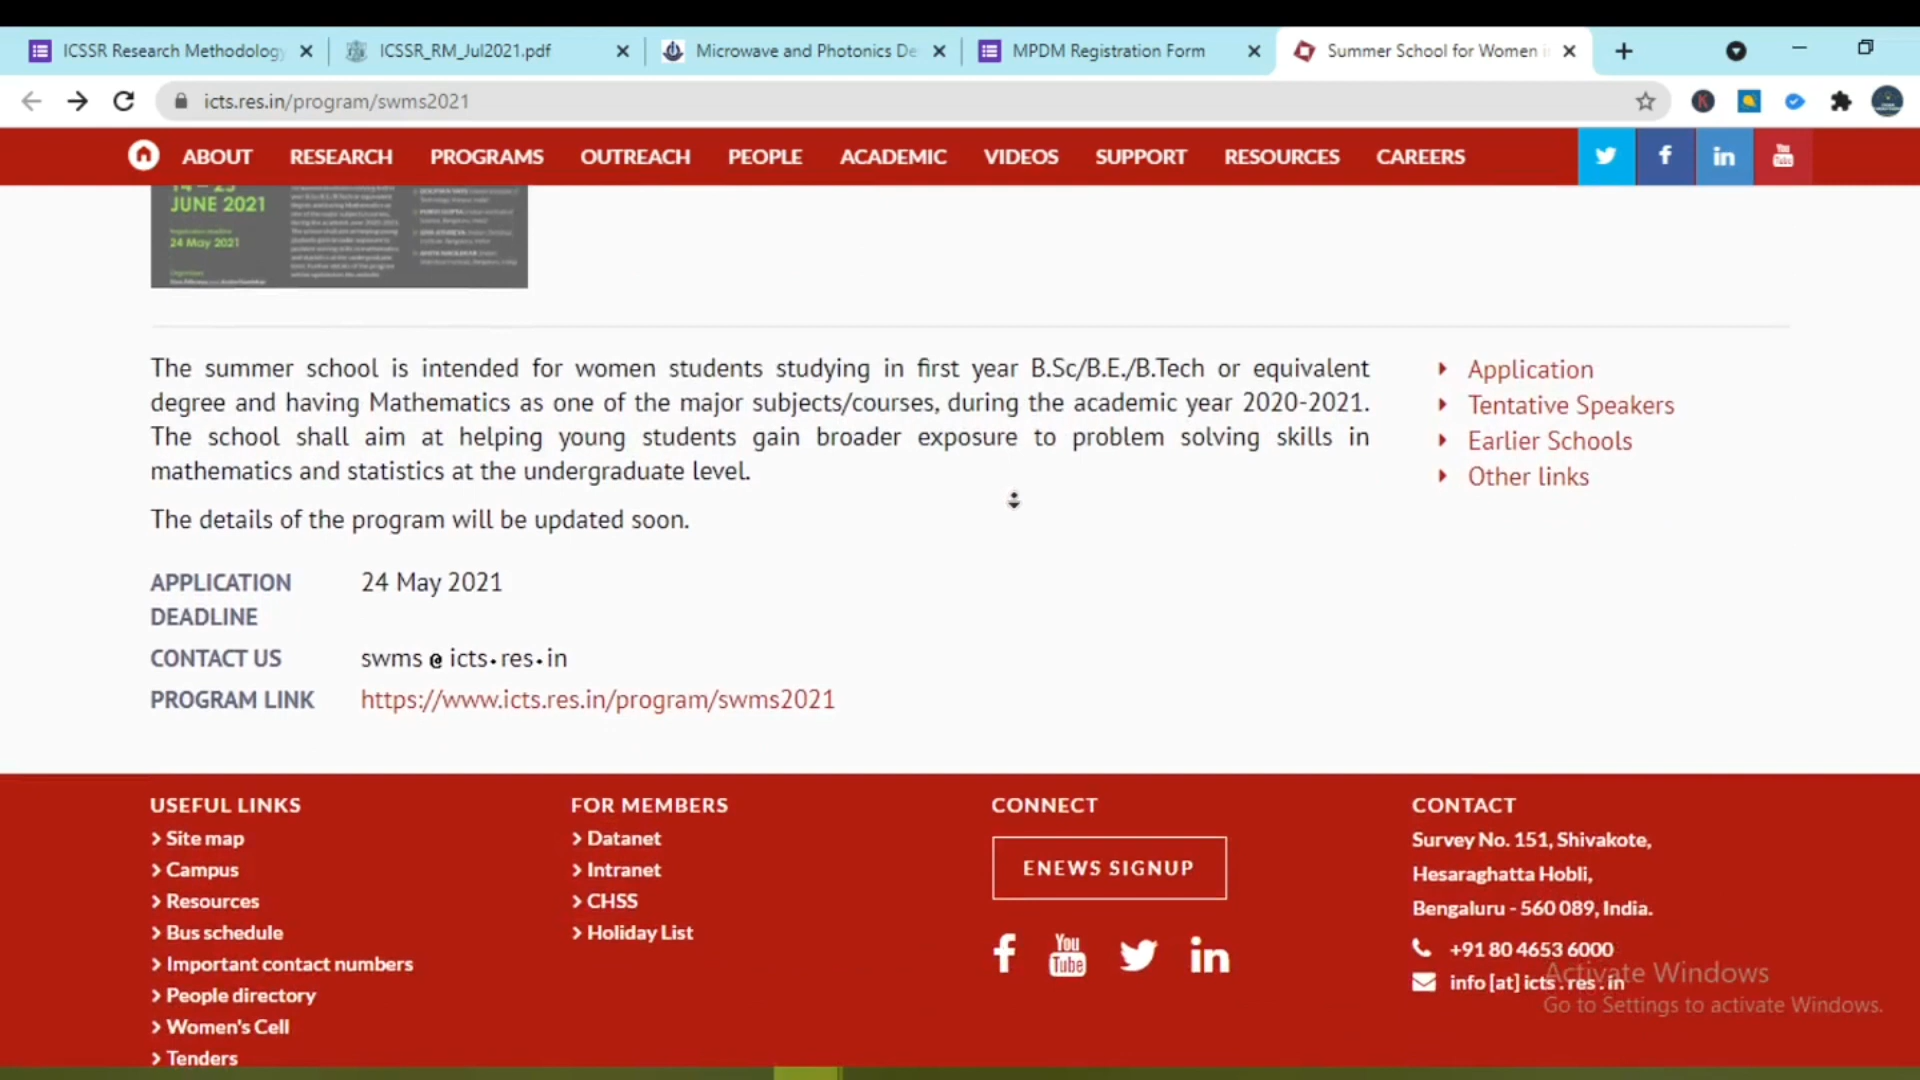 ICSSR Research Methodology
ICSSR_RM_Jul2021.pdf
Microwave and Photonics De
MPDM Registration Form
Summer School for Women i
icts.res.in/program/swms2021
ABOUT RESEARCH PROGRAMS OUTREACH PEOPLE ACADEMIC VIDEOS SUPPORT RESOURCES CAREERS
You Tube
14 – 25
JUNE 2021
Registration deadline
24 May 2021
The summer school is intended for women students studying in first year B.Sc/B.E./B.Tech or equivalent
degree and having Mathematics as one of the major subjects/courses, during the academic year 2020-2021.
The school shall aim at helping young students gain broader exposure to problem solving skills in
mathematics and statistics at the undergraduate level.
The details of the program will be updated soon.
APPLICATION DEADLINE 24 May 2021
CONTACT US swms @ icts•res•in
PROGRAM LINK https://www.icts.res.in/program/swms2021
Application
Tentative Speakers
Earlier Schools
Other links
USEFUL LINKS
Site map
Campus
Resources
Bus schedule
Important contact numbers
People directory
Women's Cell
Tenders
FOR MEMBERS
Datanet
Intranet
CHSS
Holiday List
CONNECT
ENEWS SIGNUP
You Tube
CONTACT
Survey No. 151, Shivakote,
Hesaraghatta Hobli,
Bengaluru - 560 089, India.
+91 80 4653 6000
info [at] icts . res . in
Activate Windows
Go to Settings to activate Windows.